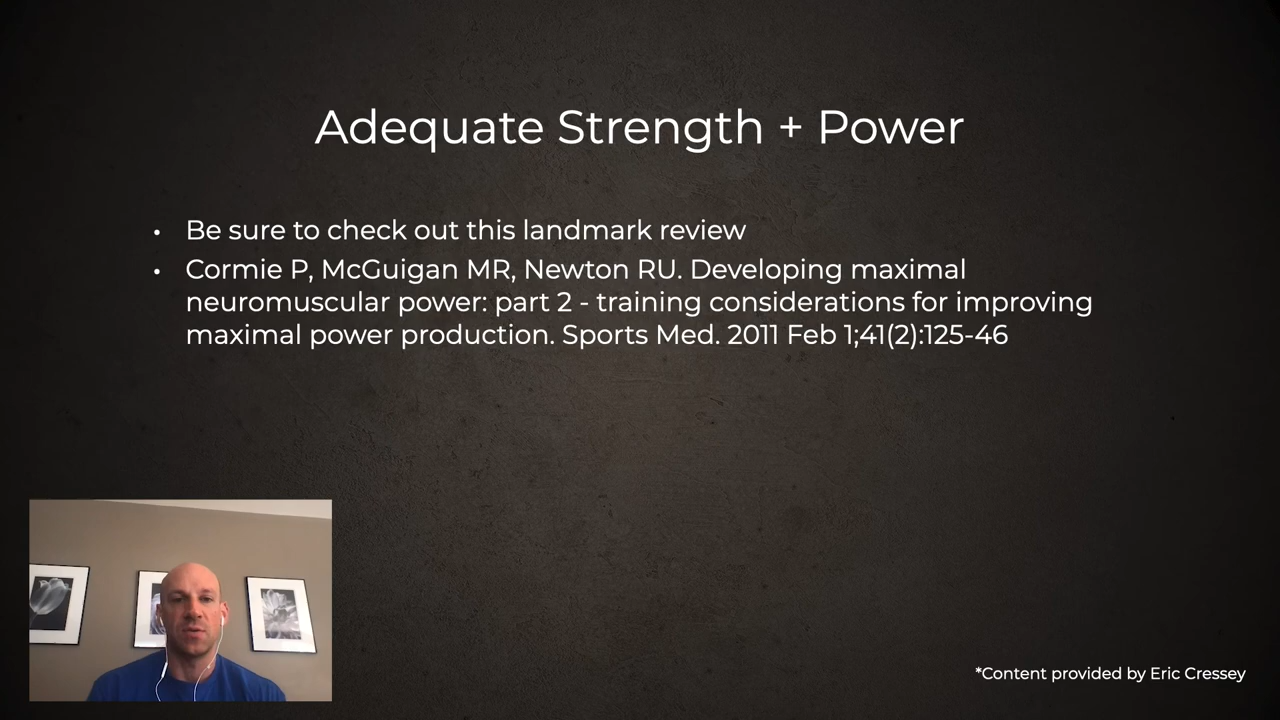 Adequate Strength + Power
• Be sure to check out this landmark review
• Cormie P, McGuigan MR, Newton RU. Developing maximal
neuromuscular power: part 2 - training considerations for improving
maximal power production. Sports Med. 2011 Feb 1;41(2):125-46
*Content provided by Eric Cressey